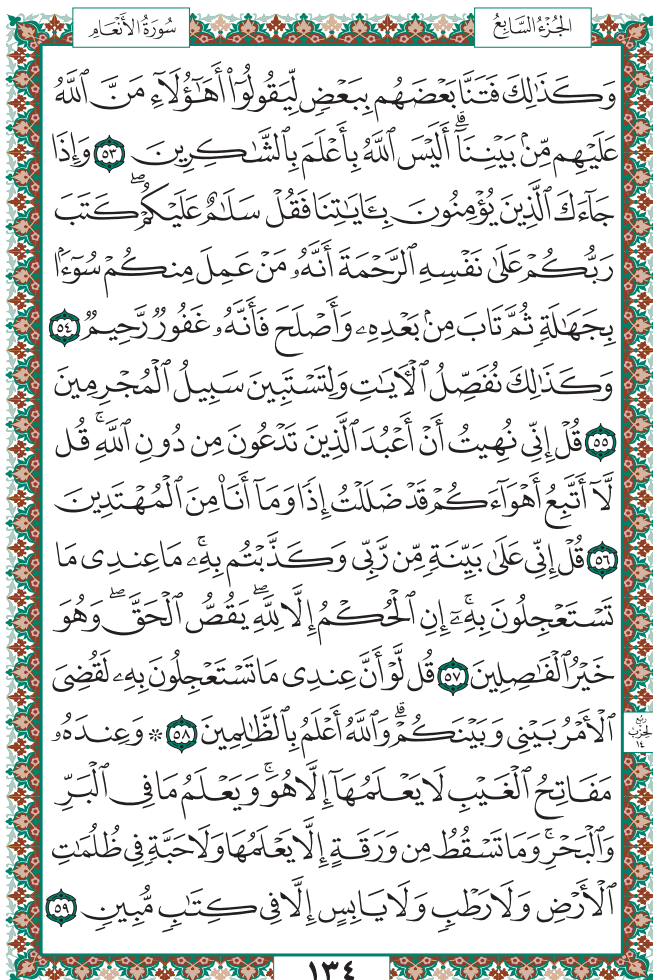 الجُزْءُ السَّابِعُ
سُورَةُ الأَنْعَامِ
وَكَذَٰلِكَ فَتَنَّا بَعْضَهُم بِبَعْضٍ لِّيَقُولُوٓا۟ أَهَـٰٓؤُلَآءِ مَنَّ ٱللَّهُ
عَلَيْهِم مِّنۢ بَيْنِنَآ ۗ أَلَيْسَ ٱللَّهُ بِأَعْلَمَ بِٱلشَّـٰكِرِينَ ٥٣ وَإِذَا
جَآءَكَ ٱلَّذِينَ يُؤْمِنُونَ بِـَٔايَـٰتِنَا فَقُلْ سَلَـٰمٌ عَلَيْكُمْ ۖ كَتَبَ
رَبُّكُمْ عَلَىٰ نَفْسِهِ ٱلرَّحْمَةَ أَنَّهُۥ مَنْ عَمِلَ مِنكُمْ سُوٓءًۢا
بِجَهَـٰلَةٍ ثُمَّ تَابَ مِنۢ بَعْدِهِۦ وَأَصْلَحَ فَأَنَّهُۥ غَفُورٌ رَّحِيمٌ ٥٤
وَكَذَٰلِكَ نُفَصِّلُ ٱلْـَٔايَـٰتِ وَلِتَسْتَبِينَ سَبِيلُ ٱلْمُجْرِمِينَ
٥٥ قُلْ إِنِّى نُهِيتُ أَنْ أَعْبُدَ ٱلَّذِينَ تَدْعُونَ مِن دُونِ ٱللَّهِ ۚ قُل
لَّآ أَتَّبِعُ أَهْوَآءَكُمْ ۙ قَدْ ضَلَلْتُ إِذًا وَمَآ أَنَا۠ مِنَ ٱلْمُهْتَدِينَ
٥٦ قُلْ إِنِّى عَلَىٰ بَيِّنَةٍ مِّن رَّبِّى وَكَذَّبْتُم بِهِۦ ۚ مَا عِندِى مَا
تَسْتَعْجِلُونَ بِهِۦٓ ۚ إِنِ ٱلْحُكْمُ إِلَّا لِلَّهِ ۖ يَقُصُّ ٱلْحَقَّ ۖ وَهُوَ
خَيْرُ ٱلْفَـٰصِلِينَ ٥٧ قُل لَّوْ أَنَّ عِندِى مَا تَسْتَعْجِلُونَ بِهِۦ لَقُضِىَ
ٱلْأَمْرُ بَيْنِى وَبَيْنَكُمْ ۗ وَٱللَّهُ أَعْلَمُ بِٱلظَّـٰلِمِينَ ٥٨ ۞ وَعِندَهُۥ
رُبْعُ
الحِزْبِ
١٤
مَفَاتِحُ ٱلْغَيْبِ لَا يَعْلَمُهَآ إِلَّا هُوَ ۚ وَيَعْلَمُ مَا فِى ٱلْبَرِّ
وَٱلْبَحْرِ ۚ وَمَا تَسْقُطُ مِن وَرَقَةٍ إِلَّا يَعْلَمُهَا وَلَا حَبَّةٍ فِى ظُلُمَـٰتِ
ٱلْأَرْضِ وَلَا رَطْبٍ وَلَا يَابِسٍ إِلَّا فِى كِتَـٰبٍ مُّبِينٍ ٥٩
١٣٤